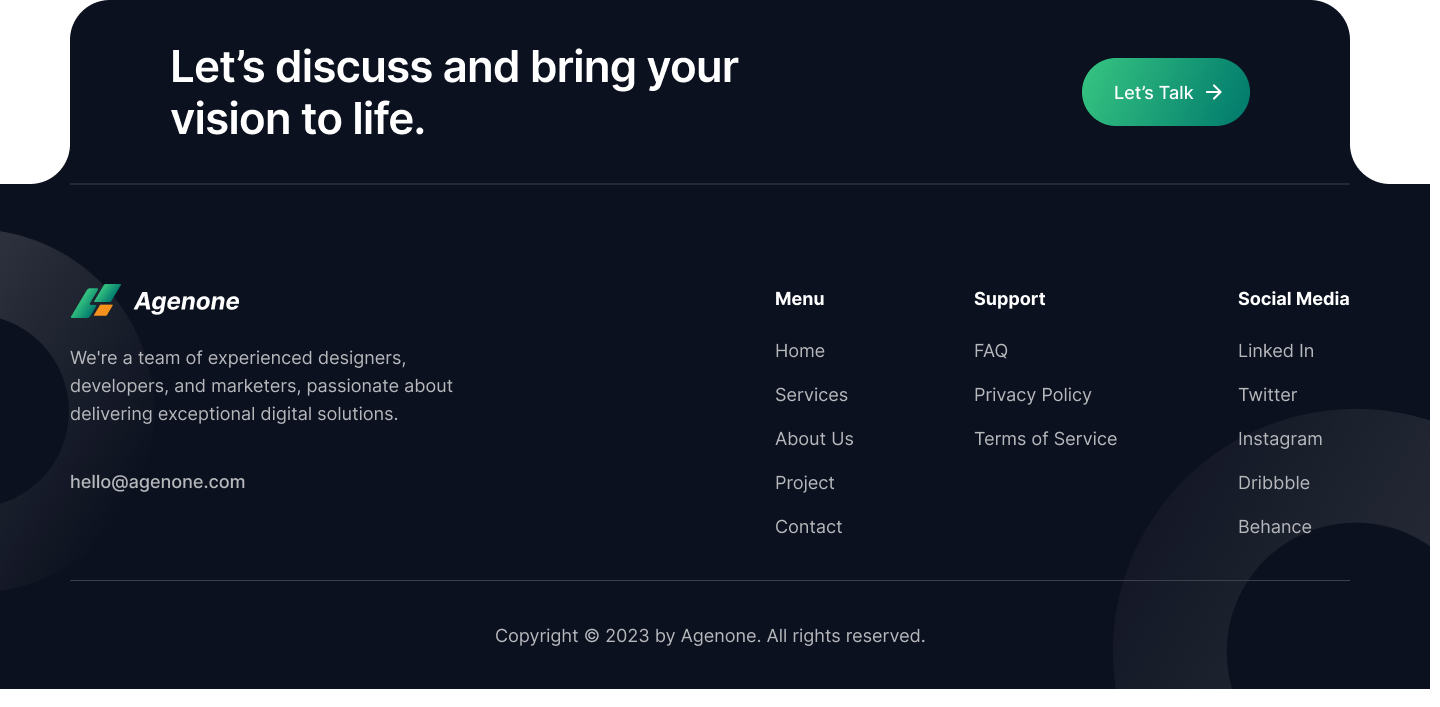 Let’s discuss and bring your
vision to life.
Let’s Talk
Agenone
We're a team of experienced designers,
developers, and marketers, passionate about
delivering exceptional digital solutions.
hello@agenone.com
Menu
Home
Services
About Us
Project
Contact
Support
FAQ
Privacy Policy
Terms of Service
Social Media
Linked In
Twitter
Instagram
Dribbble
Behance
Copyright © 2023 by Agenone. All rights reserved.